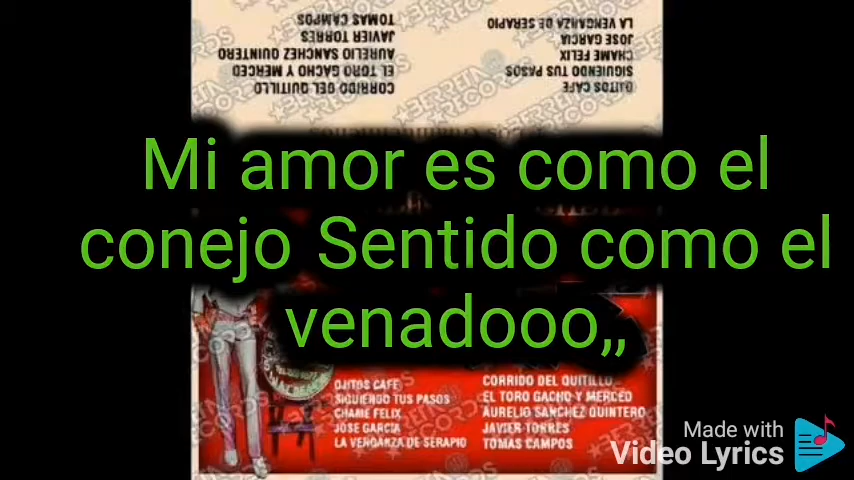 TOMAS CAMPOS
JAVIER TORRES
AURELIO SANCHEZ QUINTERO
EL TORO GACHO Y MERCED
CORRIDO DEL QUITILLO
LA VENGANZA DE SERAPIO
JOSE GARCIA
CHAME FELIX
SIGUIENDO TUS PASOS
OJITOS CAFE
Mi amor es como el
conejo Sentido como el
venadooo,,
OJITOS CAFE
SIGUIENDO TUS PASOS
CHAME FELIX
JOSE GARCIA
LA VENGANZA DE SERAPIO
CORRIDO DEL QUITILLO
EL TORO GACHO Y MERCED
AURELIO SANCHEZ QUINTERO
JAVIER TORRES
TOMAS CAMPOS
BERRETA RECORDS
Made with
Video Lyrics